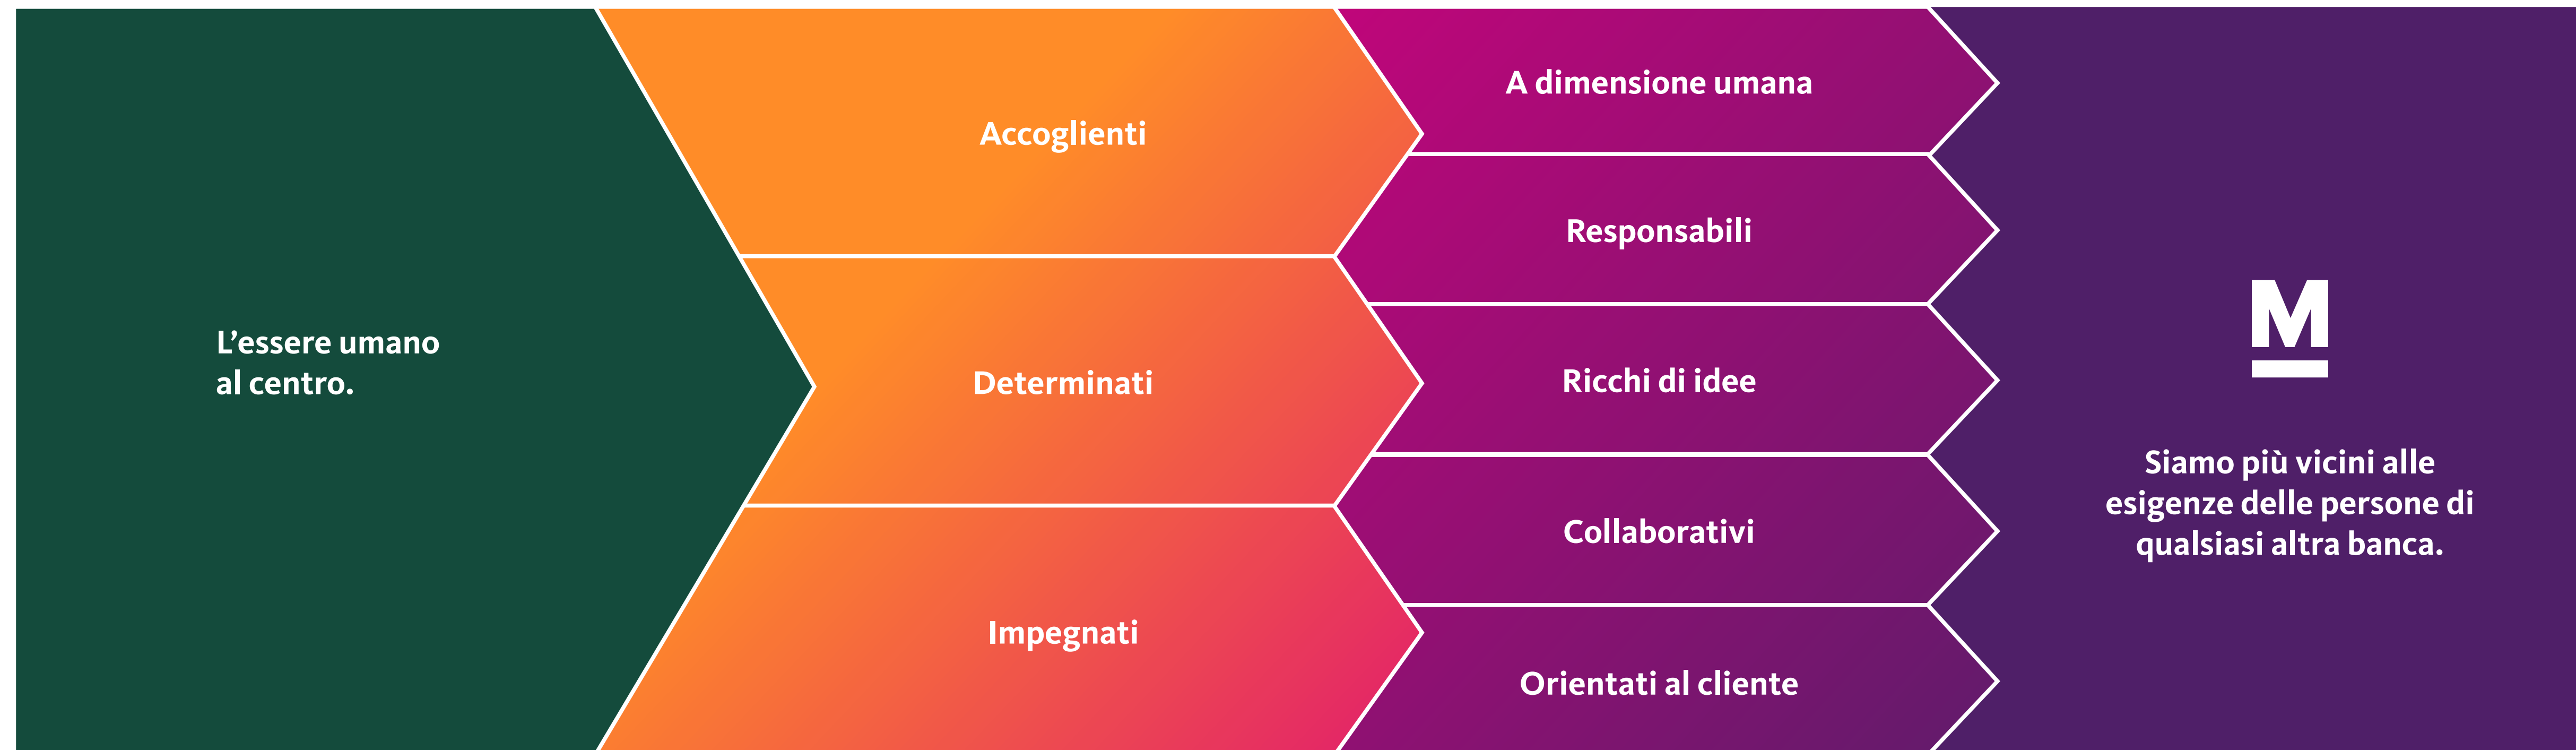 L’essere umano
al centro.
Accoglienti
Determinati
Impegnati
A dimensione umana
Responsabili
Ricchi di idee
Collaborativi
Orientati al cliente
M
Siamo più vicini alle
esigenze delle persone di
qualsiasi altra banca.